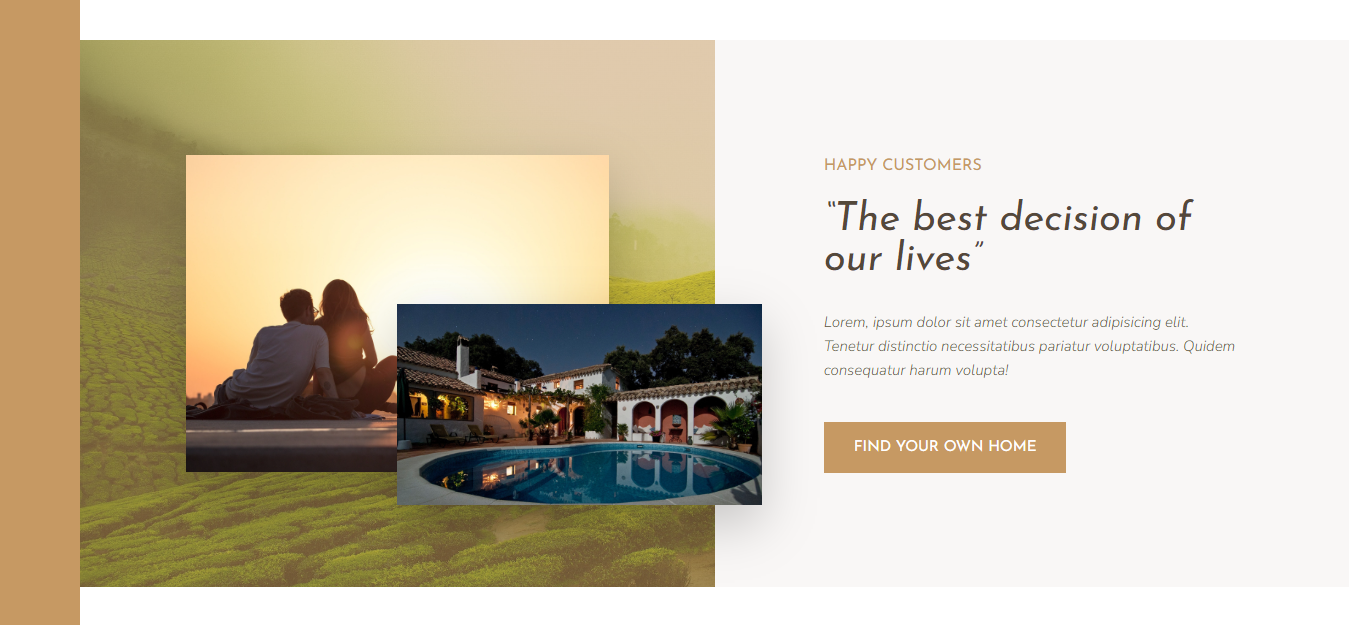 HAPPY CUSTOMERS
“The best decision of
our lives”
Lorem, ipsum dolor sit amet consectetur adipisicing elit.
Tenetur distinctio necessitatibus pariatur voluptatibus. Quidem
consequatur harum volupta!
FIND YOUR OWN HOME